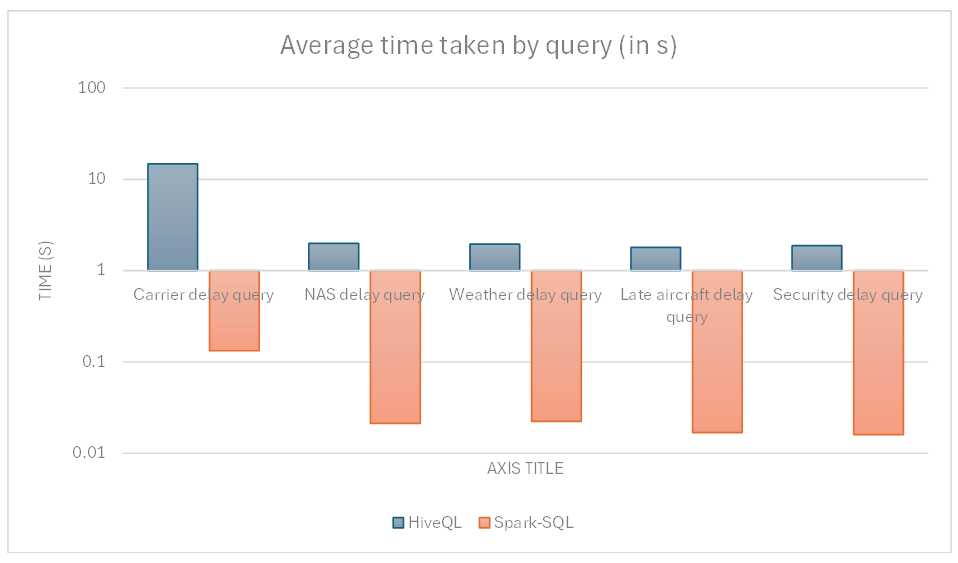 Average time taken by query (in s)
100
10
1
0.1
0.01
TIME (S)
Carrier delay query
NAS delay query
Weather delay query
Late aircraft delay
query
Security delay query
AXIS TITLE
HiveQL
Spark-SQL